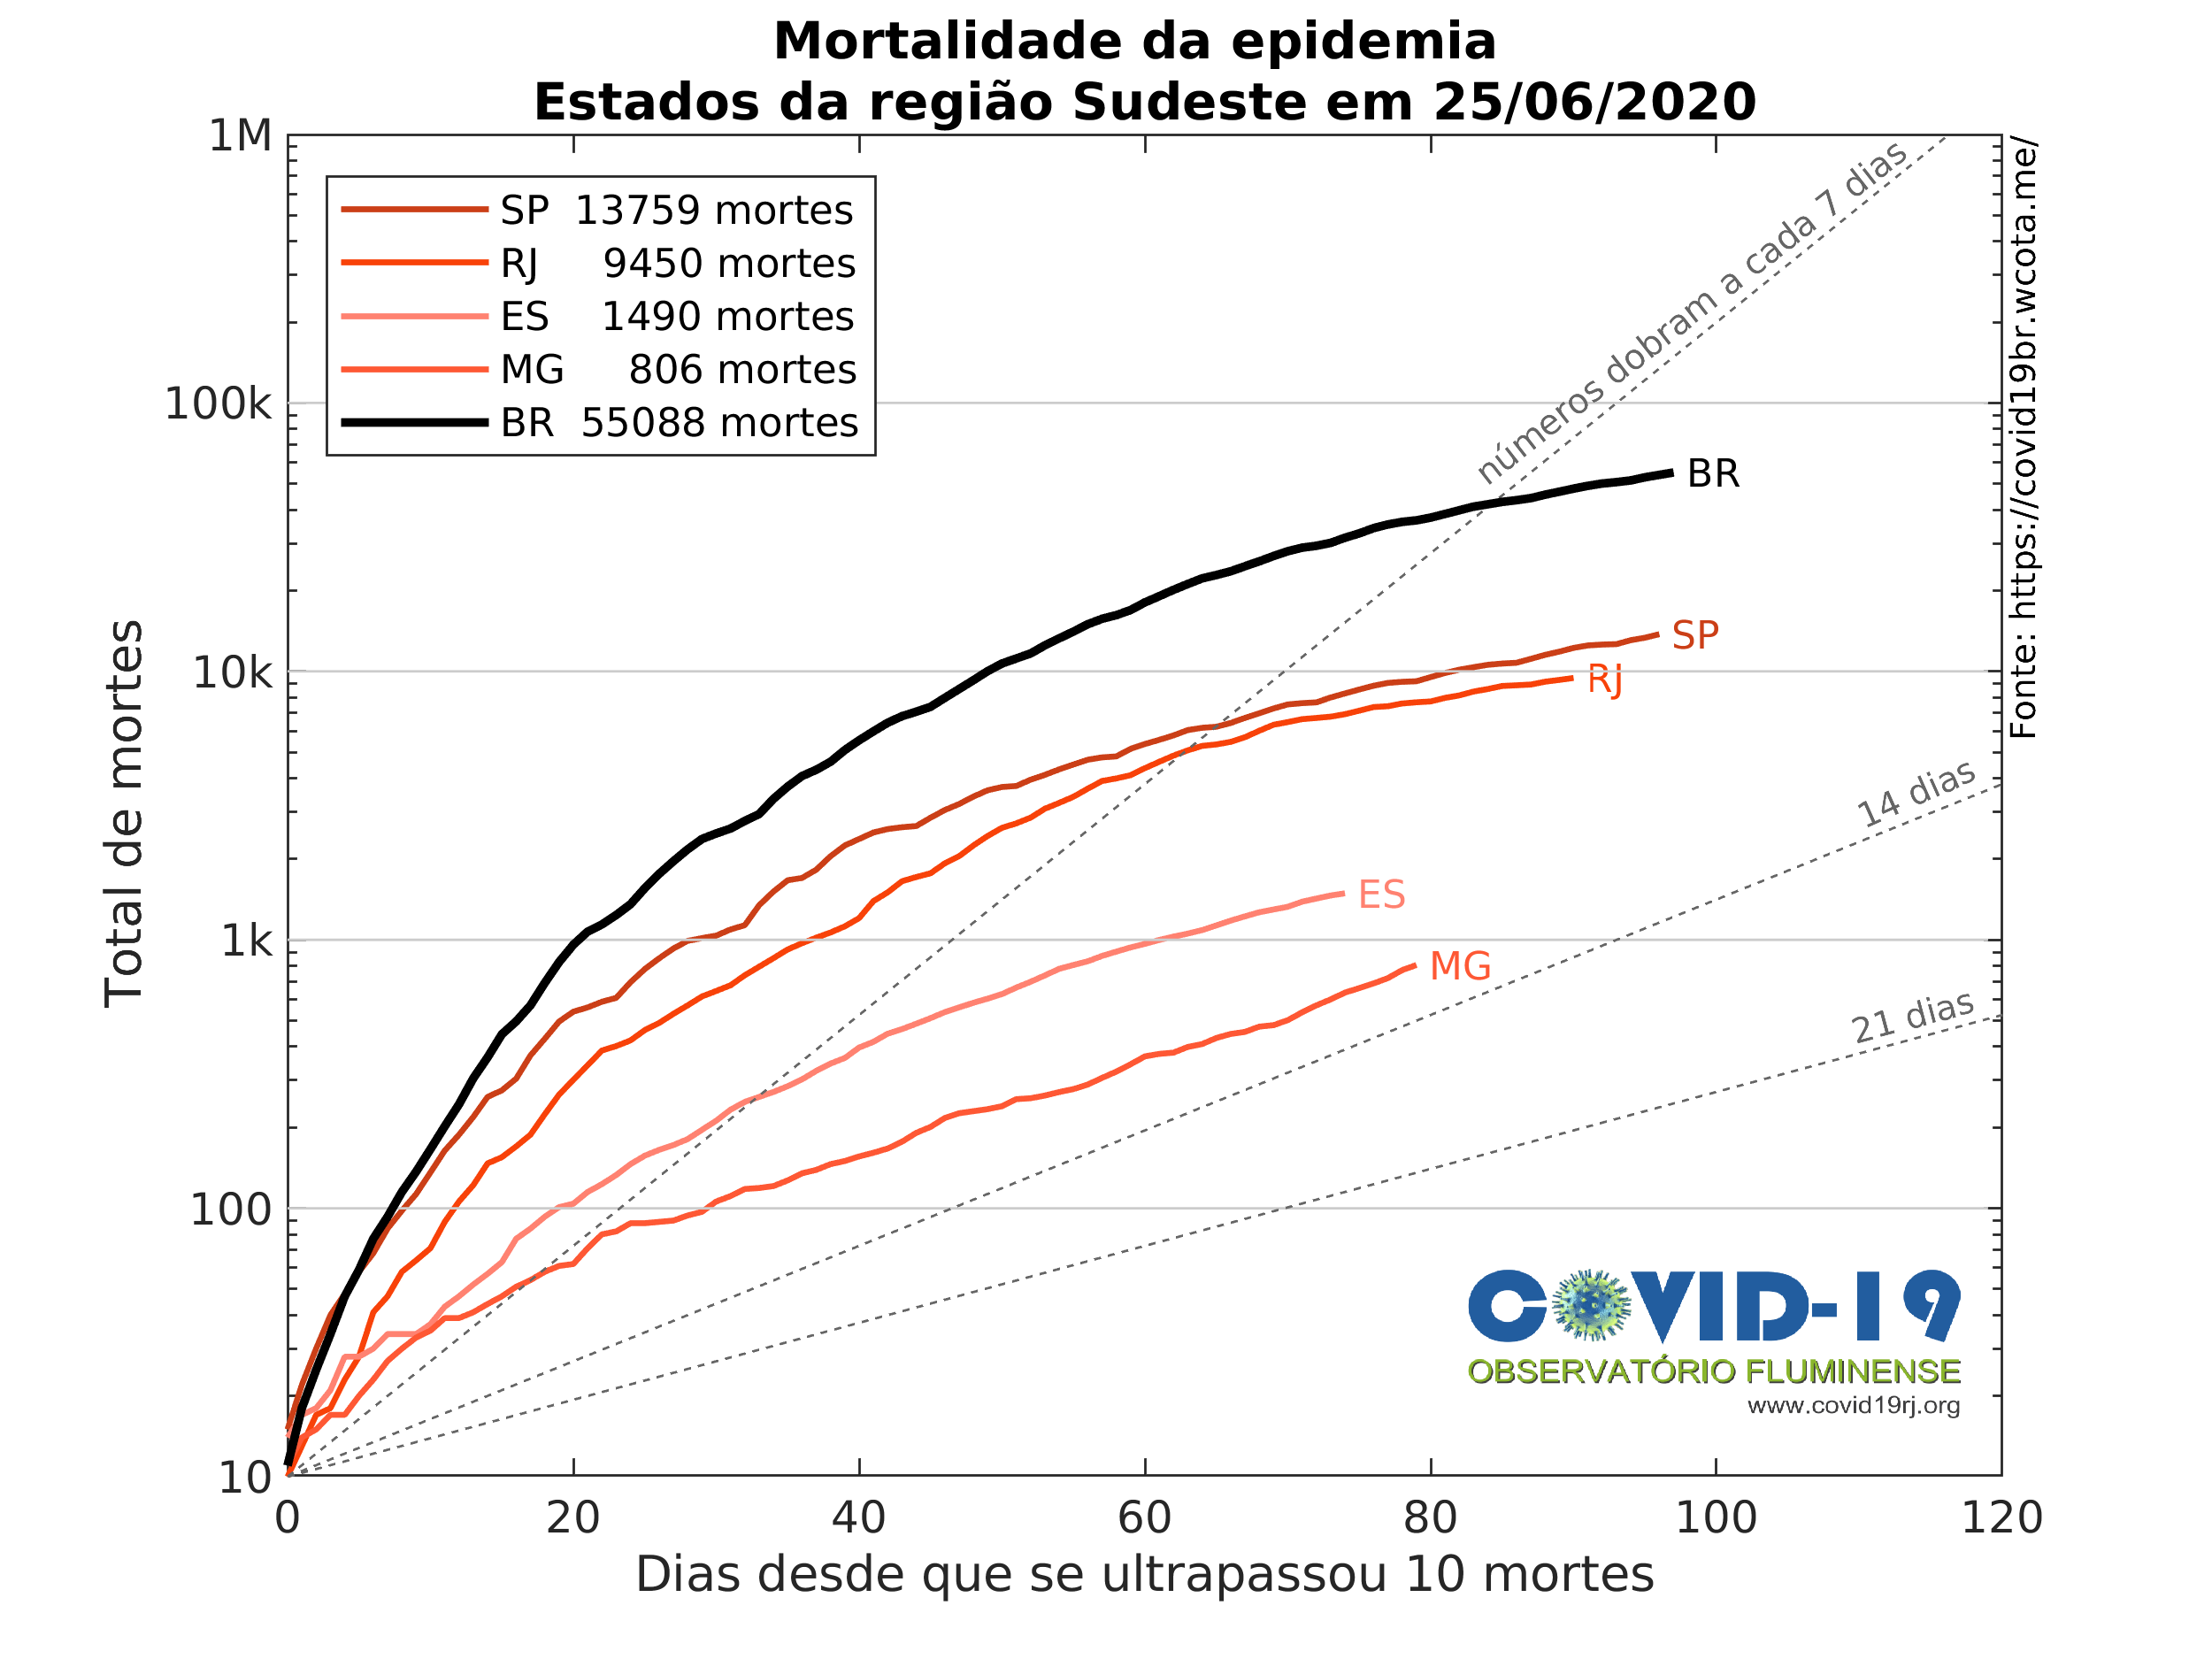 Mortalidade da epidemia
Estados da região Sudeste em 25/06/2020
1M
100k
10k
1k
100
10
Total de mortes
SP 13759 mortes
RJ 9450 mortes
ES 1490 mortes
MG 806 mortes
BR 55088 mortes
números dobram a cada 7 dias
14 dias
21 dias
BR
SP
RJ
ES
MG
Fonte: https://covid19br.wcota.me/
COVID-19
OBSERVATÓRIO FLUMINENSE
www.covid19rj.org
0 20 40 60 80 100 120
Dias desde que se ultrapassou 10 mortes